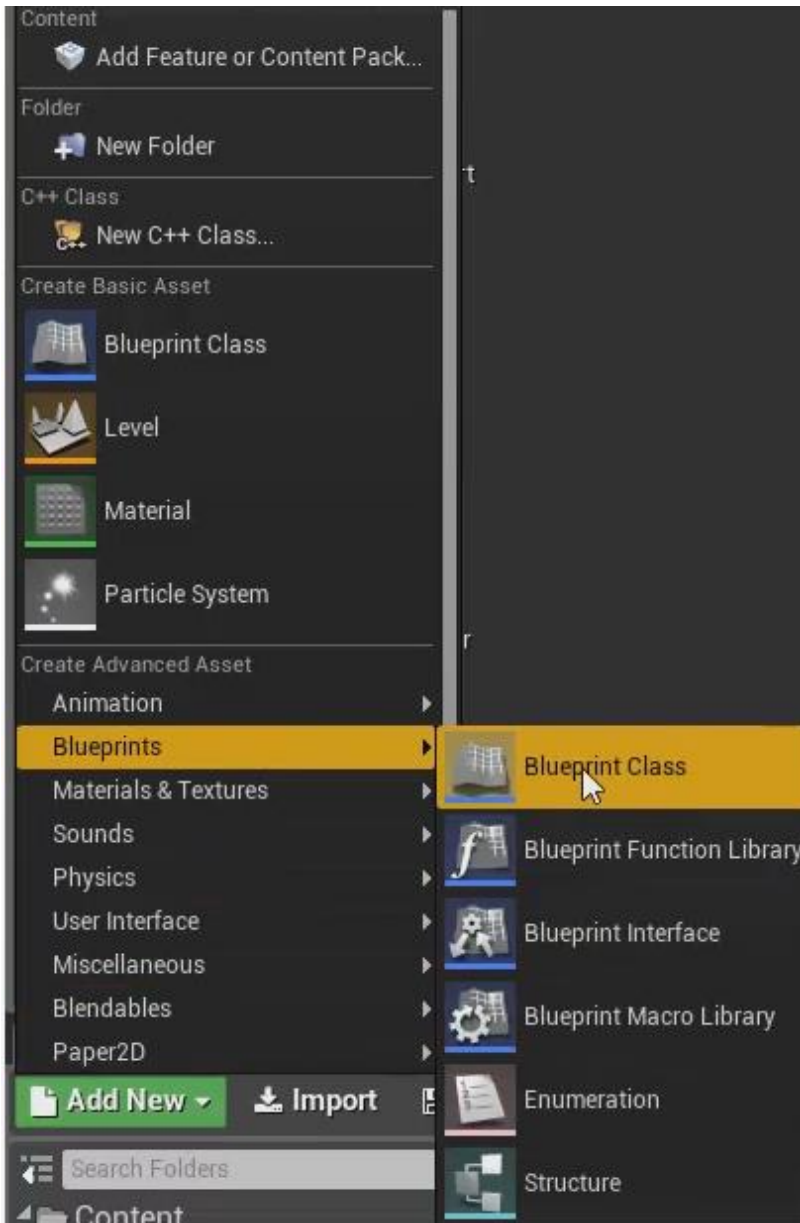 Content
Add Feature or Content Pack...
Folder
New Folder
C++ Class
C++
New C++ Class...
Create Basic Asset
Blueprint Class
Level
Material
Particle System
Create Advanced Asset
Animation
Blueprints
Materials & Textures
Sounds
Physics
User Interface
Miscellaneous
Blendables
Paper2D
Blueprint Class
Blueprint Function Library
Blueprint Interface
Blueprint Macro Library
Enumeration
Structure
Add New
Import
Search Folders
Content